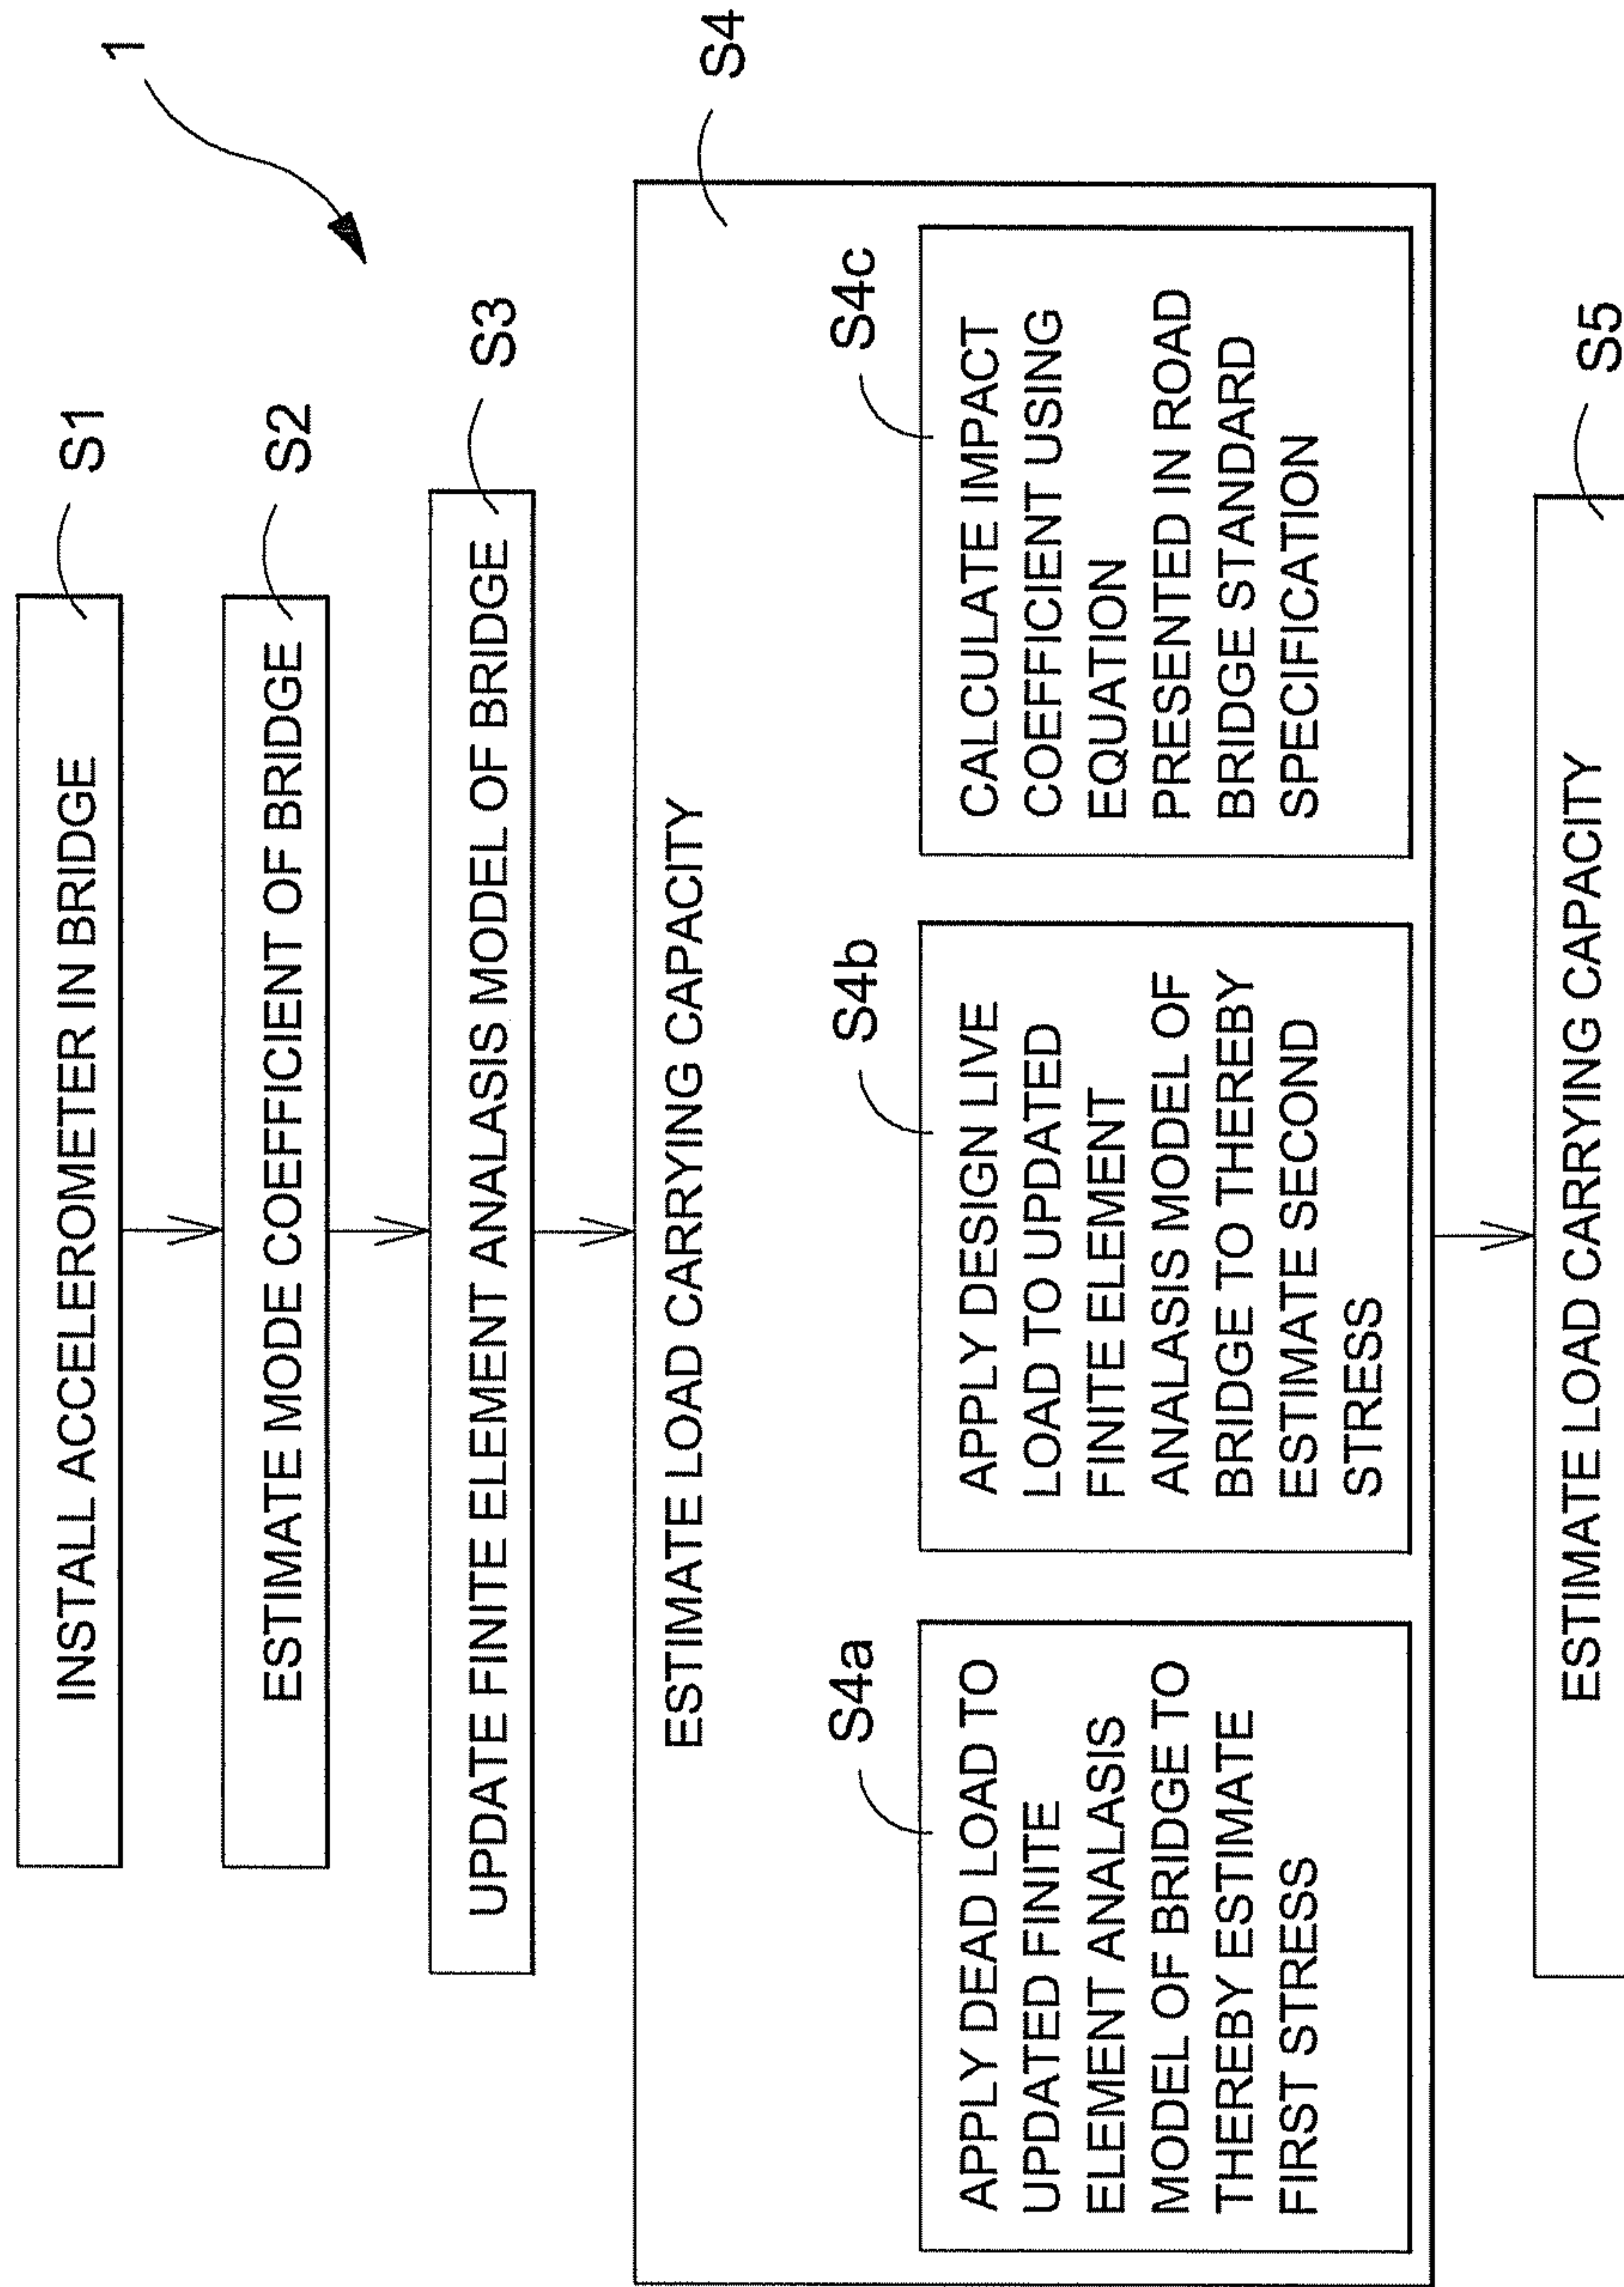 1
INSTALL ACCELEROMETER IN BRIDGE
S1
ESTIMATE MODE COEFFICIENT OF BRIDGE
S2
UPDATE FINITE ELEMENT ANALASIS MODEL OF BRIDGE
S3
ESTIMATE LOAD CARRYING CAPACITY
S4
S4a
APPLY DEAD LOAD TO
UPDATED FINITE
ELEMENT ANALASIS
MODEL OF BRIDGE TO
THEREBY ESTIMATE
FIRST STRESS
S4b
APPLY DESIGN LIVE
LOAD TO UPDATED
FINITE ELEMENT
ANALASIS MODEL OF
BRIDGE TO THEREBY
ESTIMATE SECOND
STRESS
S4c
CALCULATE IMPACT
COEFFICIENT USING
EQUATION
PRESENTED IN ROAD
BRIDGE STANDARD
SPECIFICATION
ESTIMATE LOAD CARRYING CAPACITY
S5